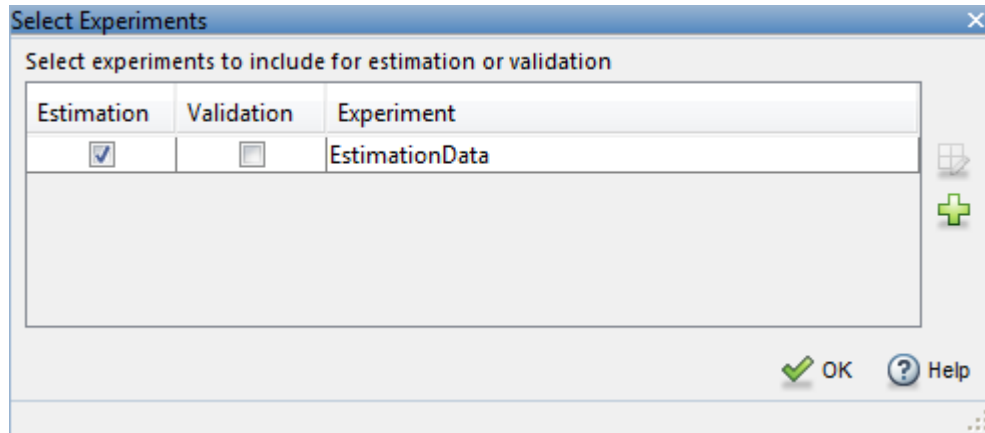 Select Experiments
Select experiments to include for estimation or validation
Estimation Validation Experiment
EstimationData
OK Help